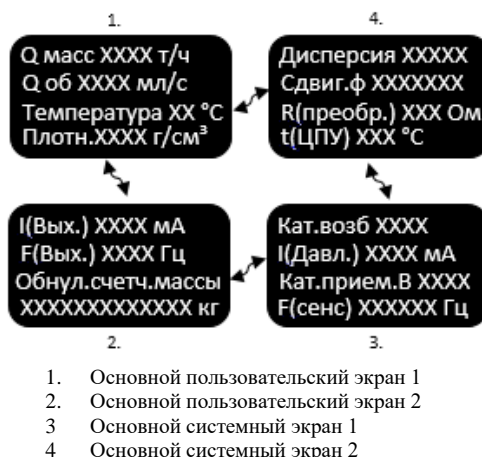 1.
Q масс XXXX т/ч
Q об XXXX мл/с
Температура XX °C
Плотн.XXXX г/см³
4.
Дисперсия XXXXX
Сдвиг.ф XXXXXXX
R(преобр.) XXX Ом
t(ЦПУ) XXX °C
I(Вых.) XXXX мА
F(Вых.) XXXX Гц
Обнул.счетч.массы
XXXXXXXXXXXXX кг
2.
Кат.возб XXXX
I(Давл.) XXXX мА
Кат.прием.В XXXX
F(сенс) XXXXXX Гц
3.
1. Основной пользовательский экран 1
2. Основной пользовательский экран 2
3 Основной системный экран 1
4 Основной системный экран 2